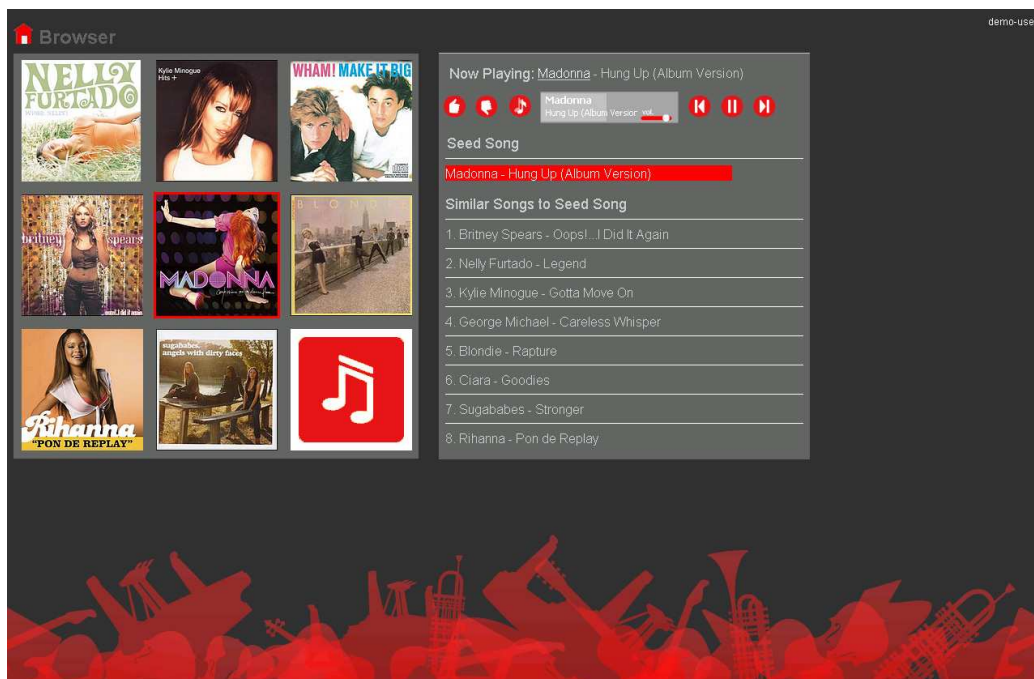 demo-use
Browser
NELLY
FURTADO
Kylie Minogue
Hits +
WHAM! MAKE IT BIG
britney spears
MADONNA
BLONDIE
Rihanna
"PON DE REPLAY"
sugababes.
angels with dirty faces
Now Playing: Madonna - Hung Up (Album Version)
Madonna
Hung Up (Album Version vol.
Seed Song
Madonna - Hung Up (Album Version)
Similar Songs to Seed Song
1. Britney Spears - Oops!...I Did It Again
2. Nelly Furtado - Legend
3. Kylie Minogue - Gotta Move On
4. George Michael - Careless Whisper
5. Blondie - Rapture
6. Ciara - Goodies
7. Sugababes - Stronger
8. Rihanna - Pon de Replay